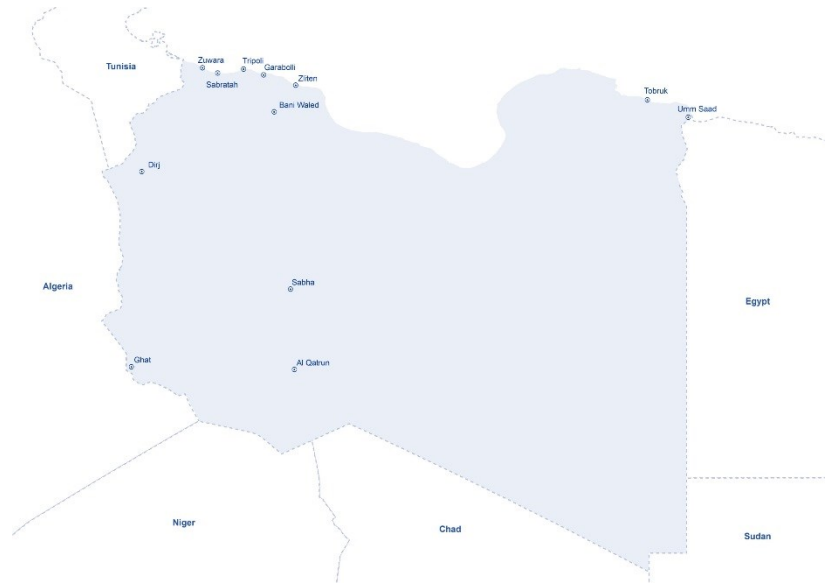 Tunisia
Zuwara
Sabratah
Tripoli
Garabolli
Zliten
Bani Waled
Tobruk
Umm Saad
Dirj
Algeria
Sabha
Egypt
Ghat
Al Qatrun
Niger
Chad
Sudan